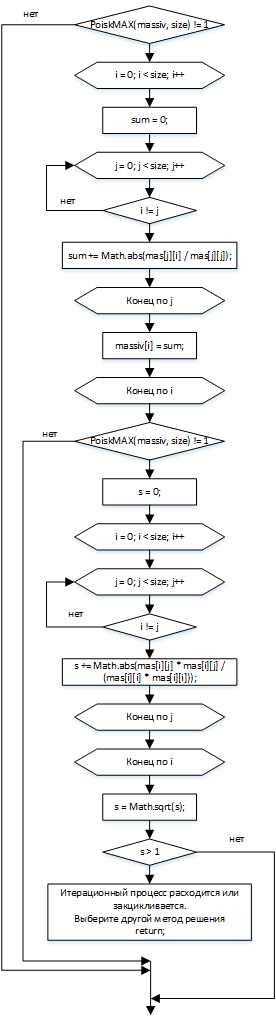 нет
PoiskMAX(massiv, size) != 1
i = 0; i < size; i++
sum = 0;
j = 0; j < size; j++
нет
i != j
sum += Math.abs(mas[j][i] / mas[j][j]);
Конец по j
massiv[i] = sum;
Конец по i
нет
PoiskMAX(massiv, size) != 1
s = 0;
i = 0; i < size; i++
j = 0; j < size; j++
нет
i != j
s += Math.abs(mas[i][j] * mas[i][j] /
(mas[i][i] * mas[i][i]));
Конец по j
Конец по i
s = Math.sqrt(s);
нет
s > 1
Итерационный процесс расходится или
зацикливается.
Выберите другой метод решения
return;